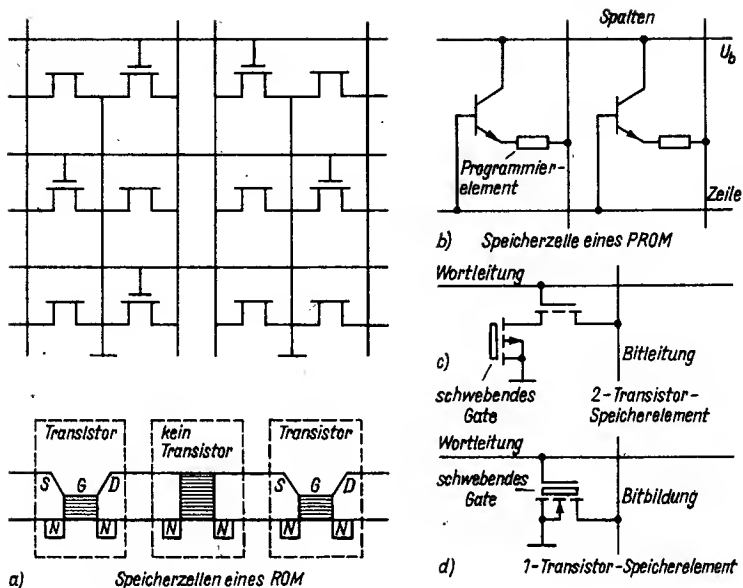 Transistor
kein
Transistor
Transistor
S
G
D
S
G
D
N
N
N
N
N
N
a)
Speicherzellen eines ROM
Spalten
U_b
Programmier-
element
Zeile
b)
Speicherzelle eines PROM
Wortleitung
c)
Bitleitung
schwebendes
Gate
2-Transistor-
Speicherelement
Wortleitung
schwebendes
Gate
Bitbildung
d)
1-Transistor-Speicherelement